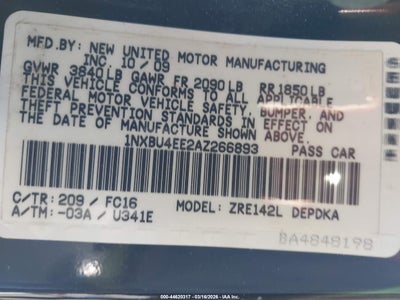 MFD.BY: NEW UNITED MOTOR MANUFACTURING
INC. 10/09
GVWR 3840LB GAWR FR 2090LB RR1850LB
THIS VEHICLE CONFORMS TO ALL APPLICABLE
FEDERAL MOTOR VEHICLE SAFETY, BUMPER, AND
THEFT PREVENTION STANDARDS IN EFFECT ON
THE DATE OF MANUFACTURE SHOWN ABOVE.
1NXBU4EE2AZ266893 PASS CAR
C/TR: 209 / FC16
A/TM: -03A / U341E
MODEL: ZRE142L DEPDKA
BA4848198
000-44620317 - 03/18/2026 - IAA Inc.